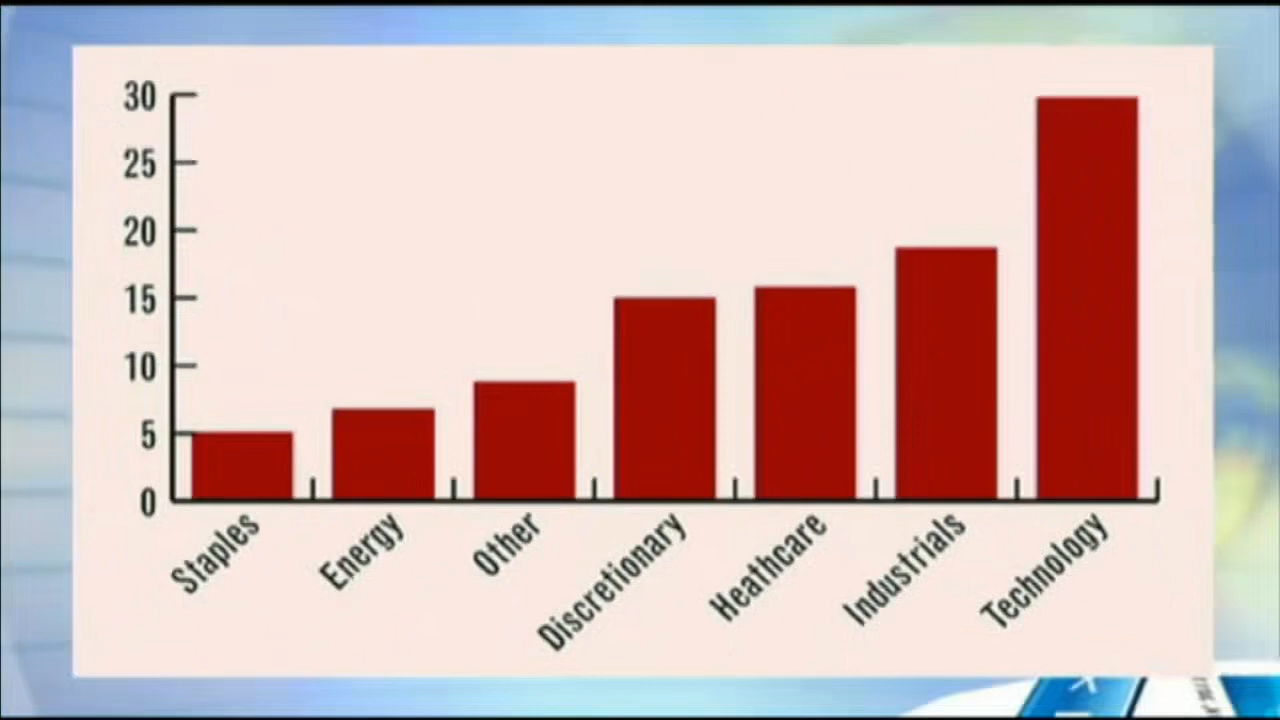 30
25
20
15
10
5
0
Staples
Energy
Other
Discretionary
Heathcare
Industrials
Technology